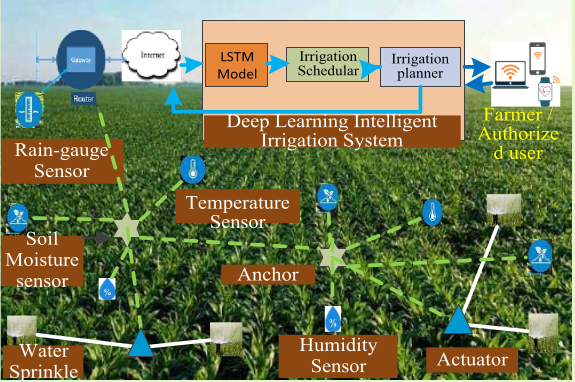 Gateway
Internet
Router
LSTM
Model
Irrigation
Schedular
Irrigation
planner
Deep Learning Intelligent
Irrigation System
Farmer /
Authorize
d user
Rain-gauge
Sensor
Temperature
Sensor
Soil
Moisture
sensor
Anchor
%
%
Water
Sprinkle
Humidity
Sensor
Actuator